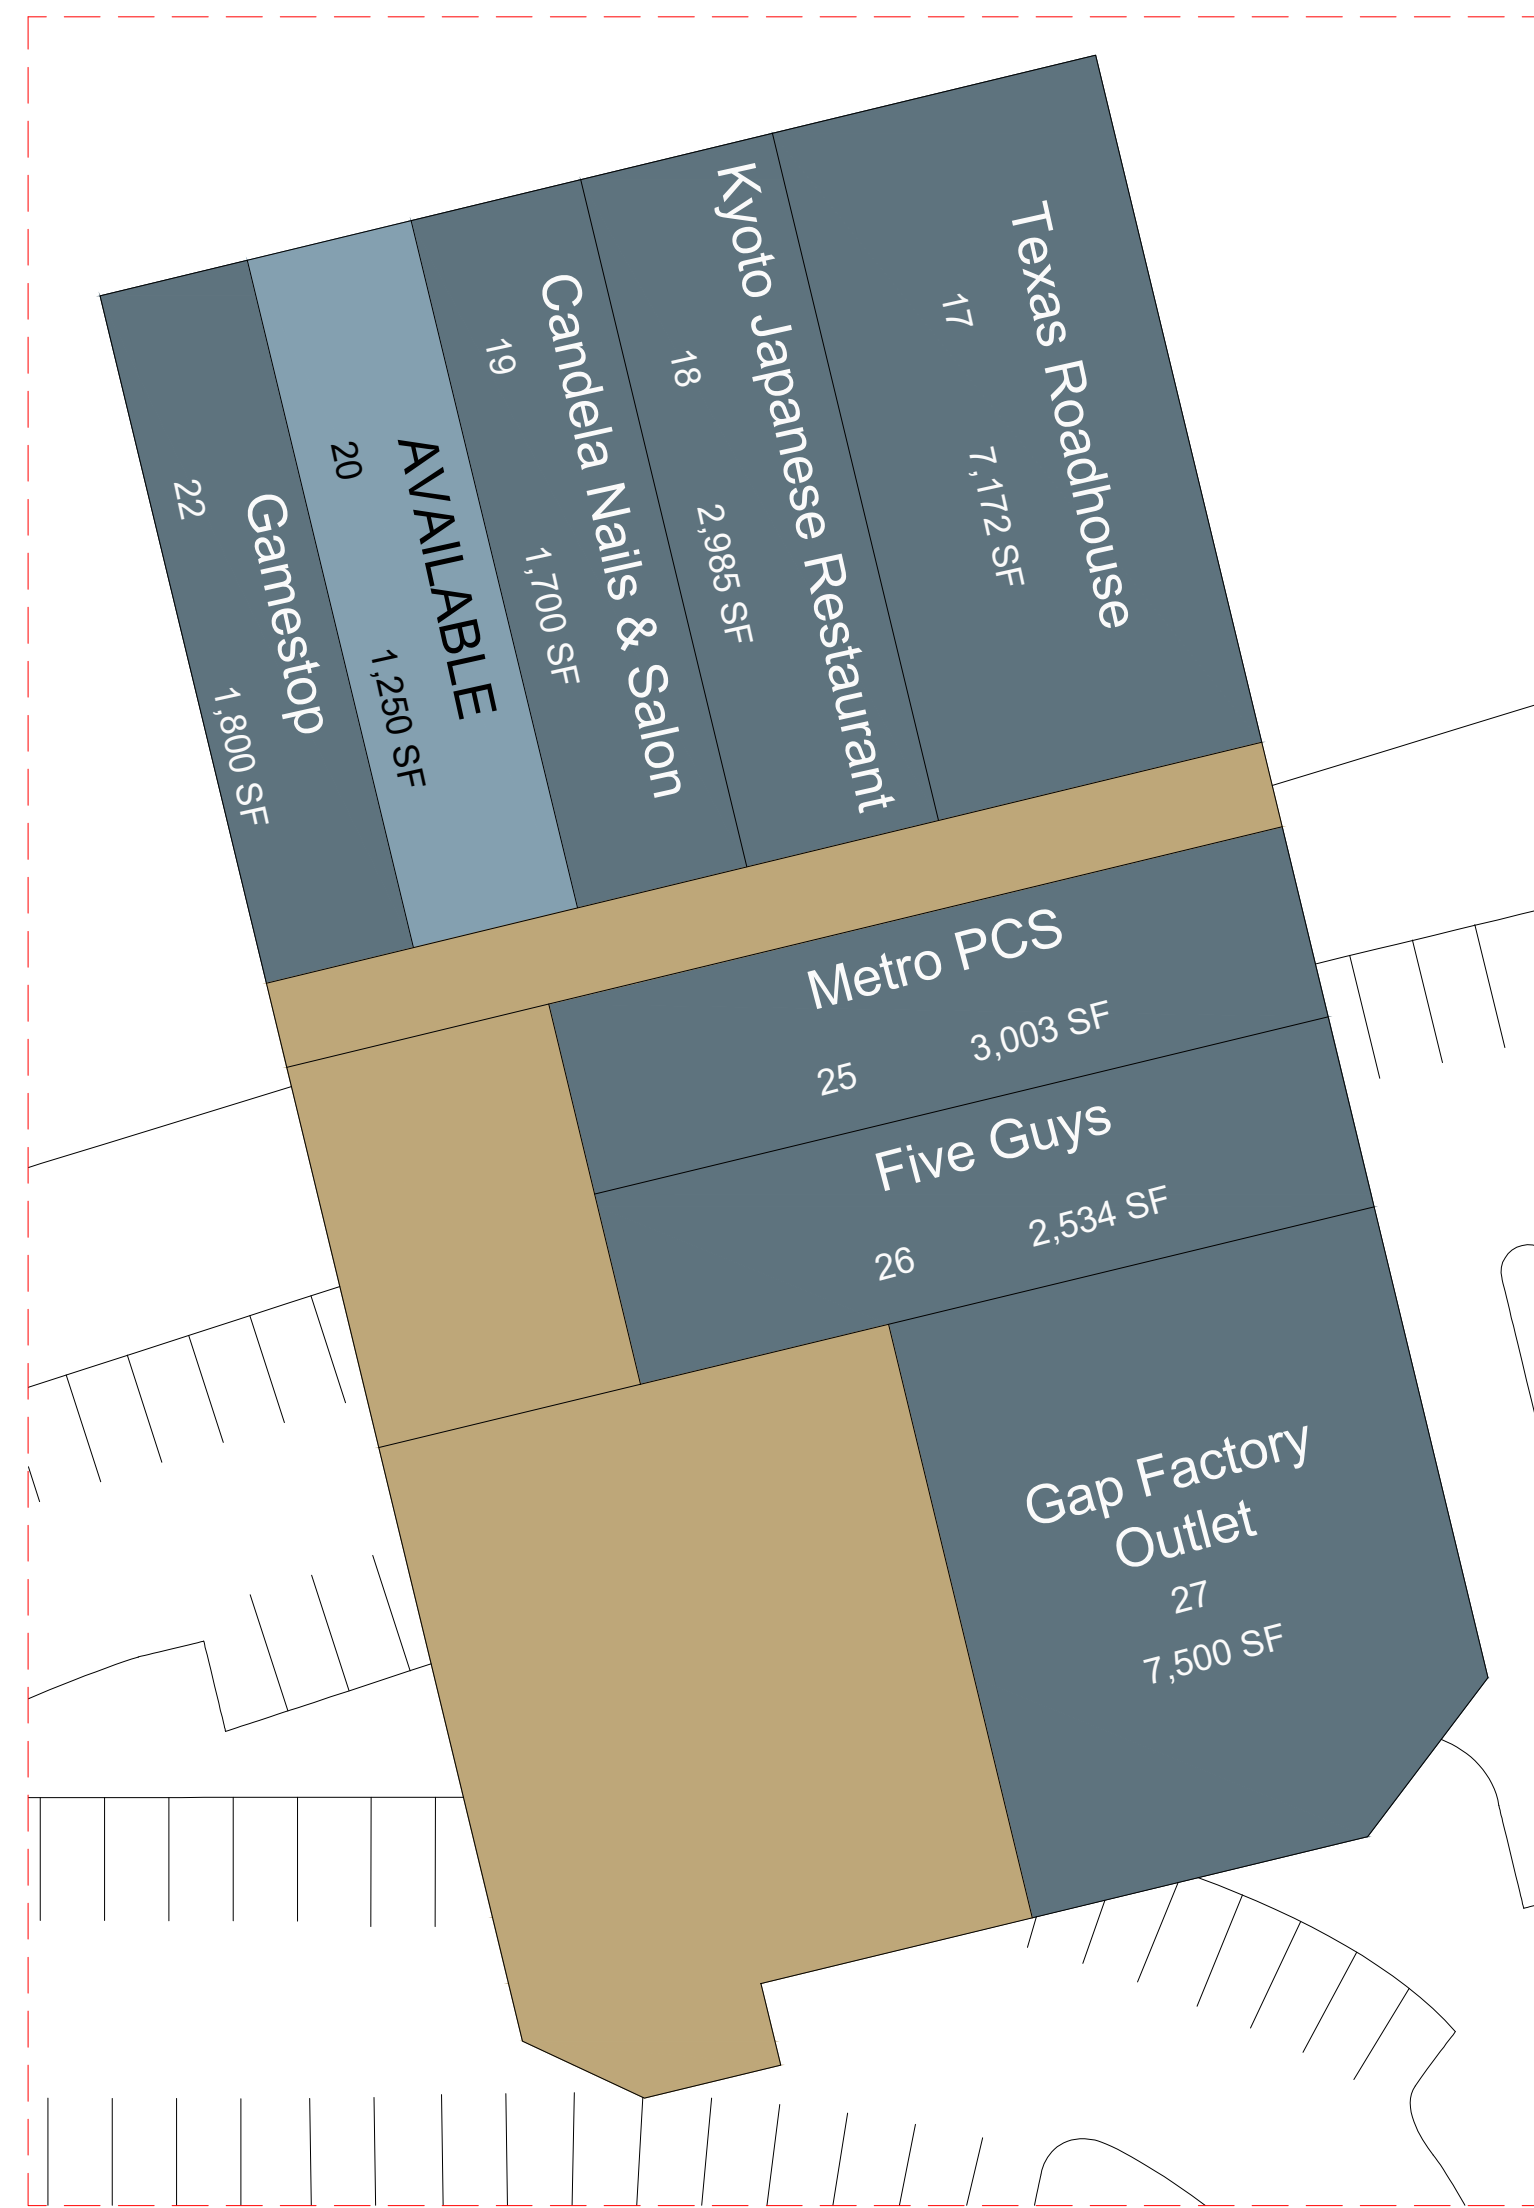 Texas Roadhouse
17
7,172 SF
Kyoto Japanese Restaurant
18
2,985 SF
Candela Nails & Salon
19
1,700 SF
AVAILABLE
20
1,250 SF
Gamestop
22
1,800 SF
Metro PCS
25
3,003 SF
Five Guys
26
2,534 SF
Gap Factory
Outlet
27
7,500 SF